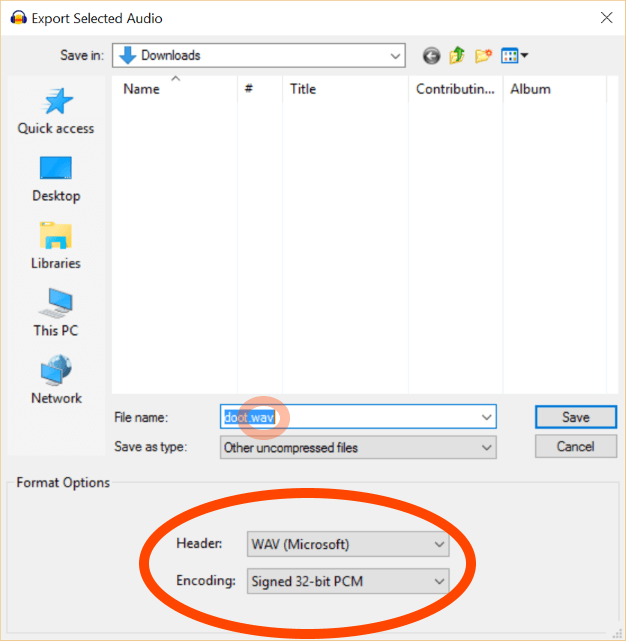 Export Selected Audio
Save in: Downloads
Name # Title Contributin... Album
Quick access
Desktop
Libraries
This PC
Network
File name: doot.wav
Save as type: Other uncompressed files
Save
Cancel
Format Options
Header: WAV (Microsoft)
Encoding: Signed 32-bit PCM